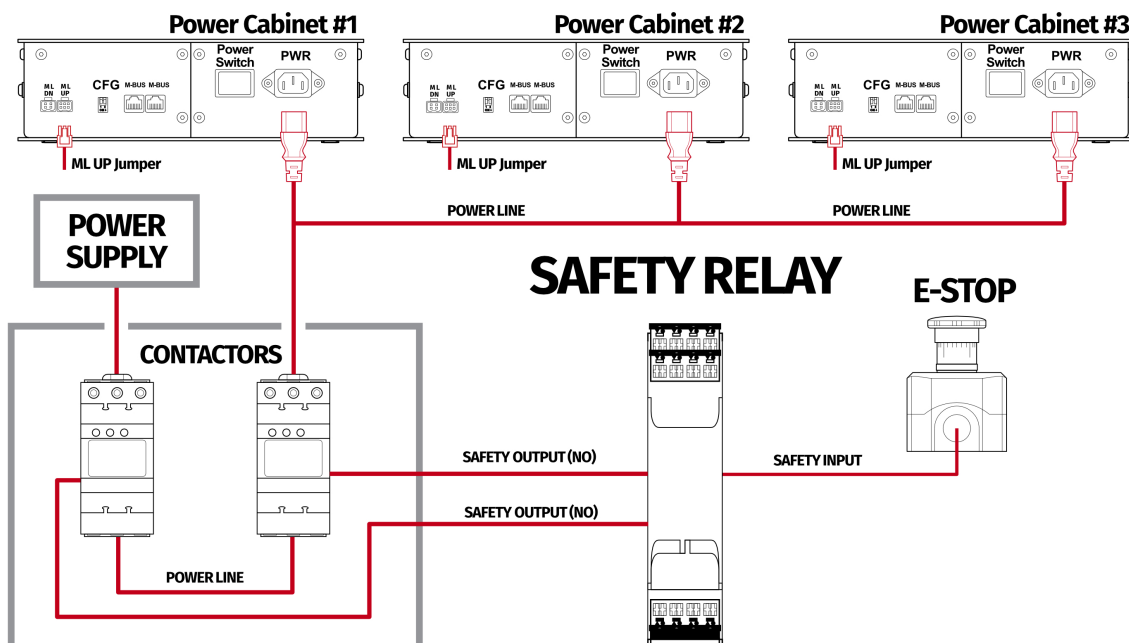 Power Cabinet #1
Power Switch
PWR
ML DN
ML UP
CFG
M-BUS M-BUS
ML UP Jumper
Power Cabinet #2
Power Switch
PWR
ML DN
ML UP
CFG
M-BUS M-BUS
ML UP Jumper
Power Cabinet #3
Power Switch
PWR
ML DN
ML UP
CFG
M-BUS M-BUS
ML UP Jumper
POWER LINE
POWER LINE
POWER
SUPPLY
SAFETY RELAY
E-STOP
CONTACTORS
SAFETY OUTPUT (NO)
SAFETY INPUT
SAFETY OUTPUT (NO)
POWER LINE